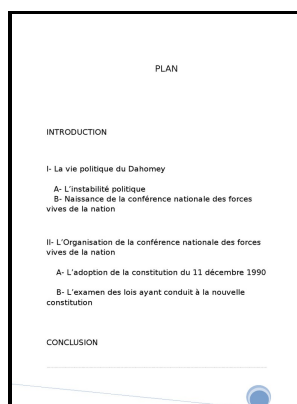 PLAN
INTRODUCTION
I- La vie politique du Dahomey
A- L'instabilité politique
B- Naissance de la conférence nationale des forces
vives de la nation
II- L'Organisation de la conférence nationale des forces
vives de la nation
A- L'adoption de la constitution du 11 décembre 1990
B- L'examen des lois ayant conduit à la nouvelle
constitution
CONCLUSION